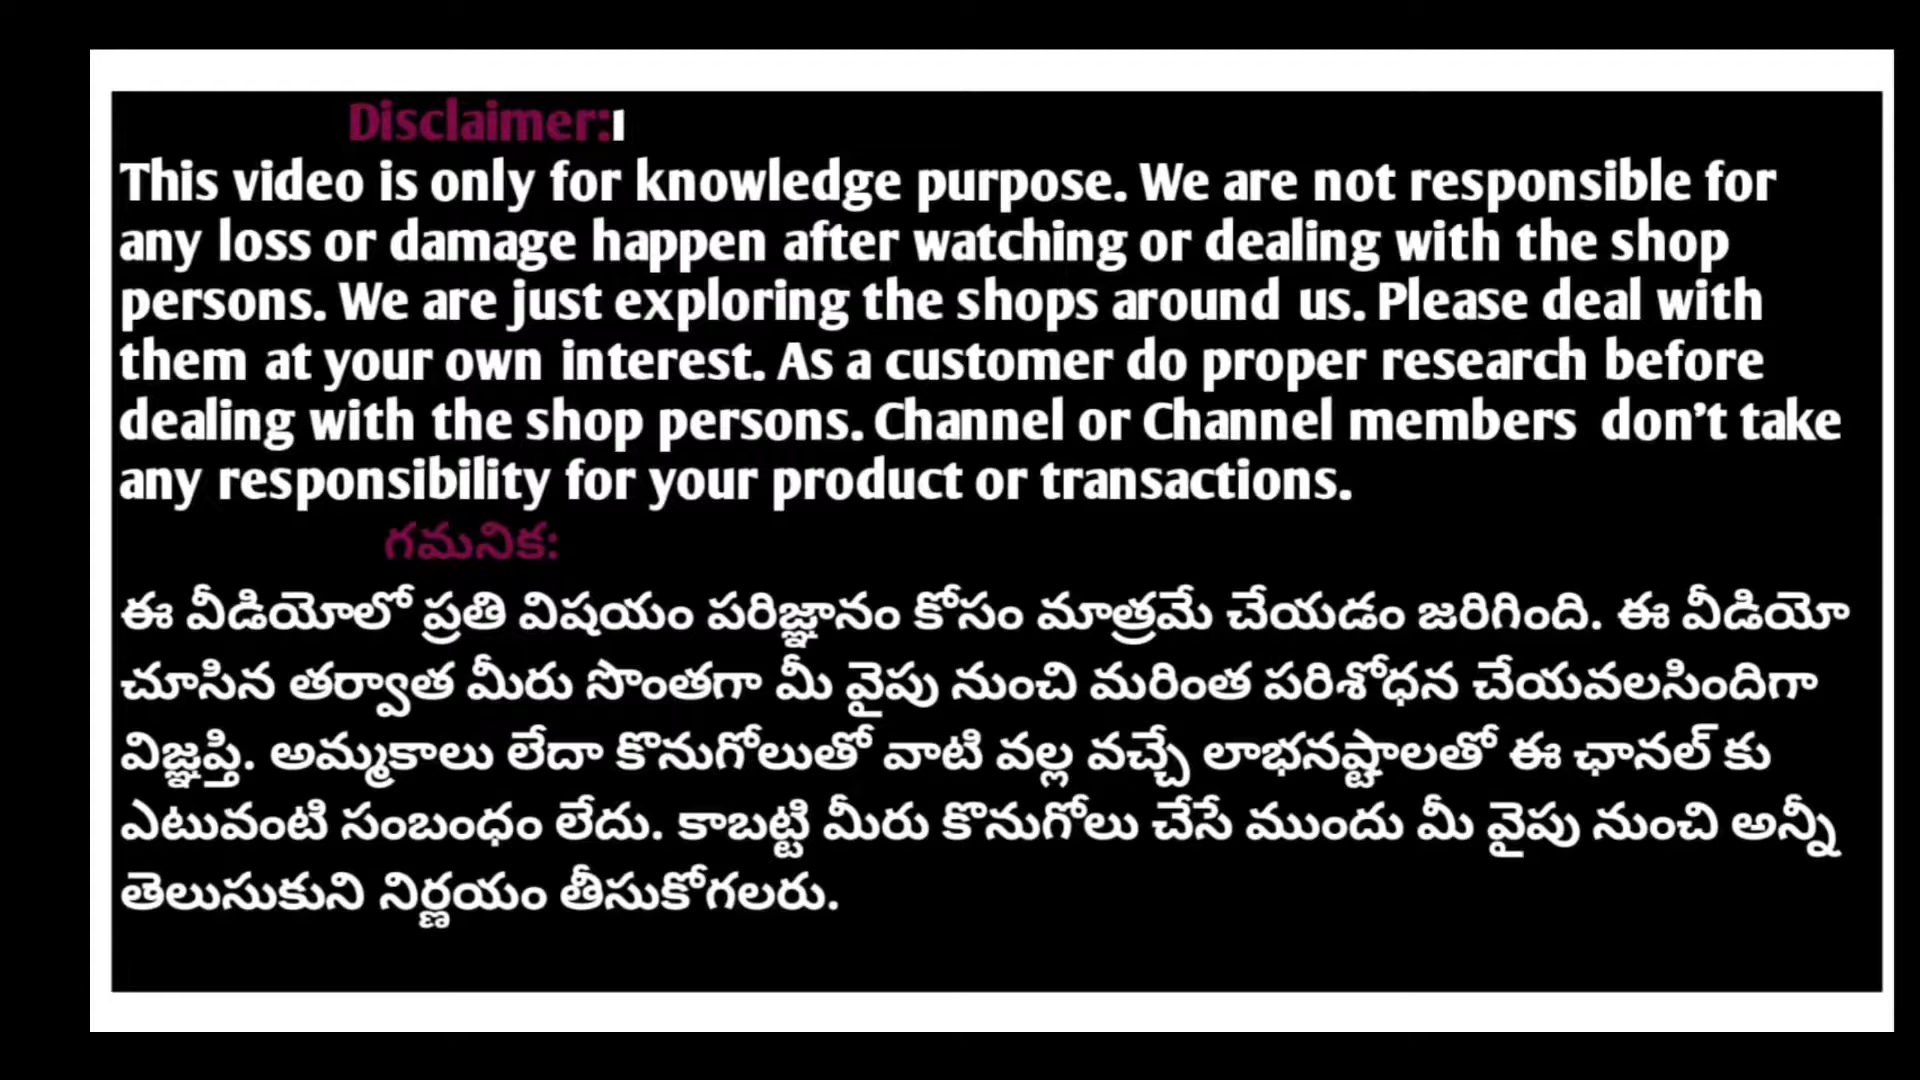 Disclaimer:
This video is only for knowledge purpose. We are not responsible for
any loss or damage happen after watching or dealing with the shop
persons. We are just exploring the shops around us. Please deal with
them at your own interest. As a customer do proper research before
dealing with the shop persons. Channel or Channel members don’t take
any responsibility for your product or transactions.
గమనిక:
ఈ వీడియోలో ప్రతి విషయం పరిజ్ఞానం కోసం మాత్రమే చేయడం జరిగింది. ఈ వీడియో
చూసిన తర్వాత మీరు సొంతగా మీ వైపు నుంచి మరింత పరిశోధన చేయవలసిందిగా
విజ్ఞప్తి. అమ్మకాలు లేదా కొనుగోలుతో వాటి వల్ల వచ్చే లాభనష్టాలతో ఈ ఛానల్ కు
ఎటువంటి సంబంధం లేదు. కాబట్టి మీరు కొనుగోలు చేసే ముందు మీ వైపు నుంచి అన్నీ
తెలుసుకుని నిర్ణయం తీసుకోగలరు.